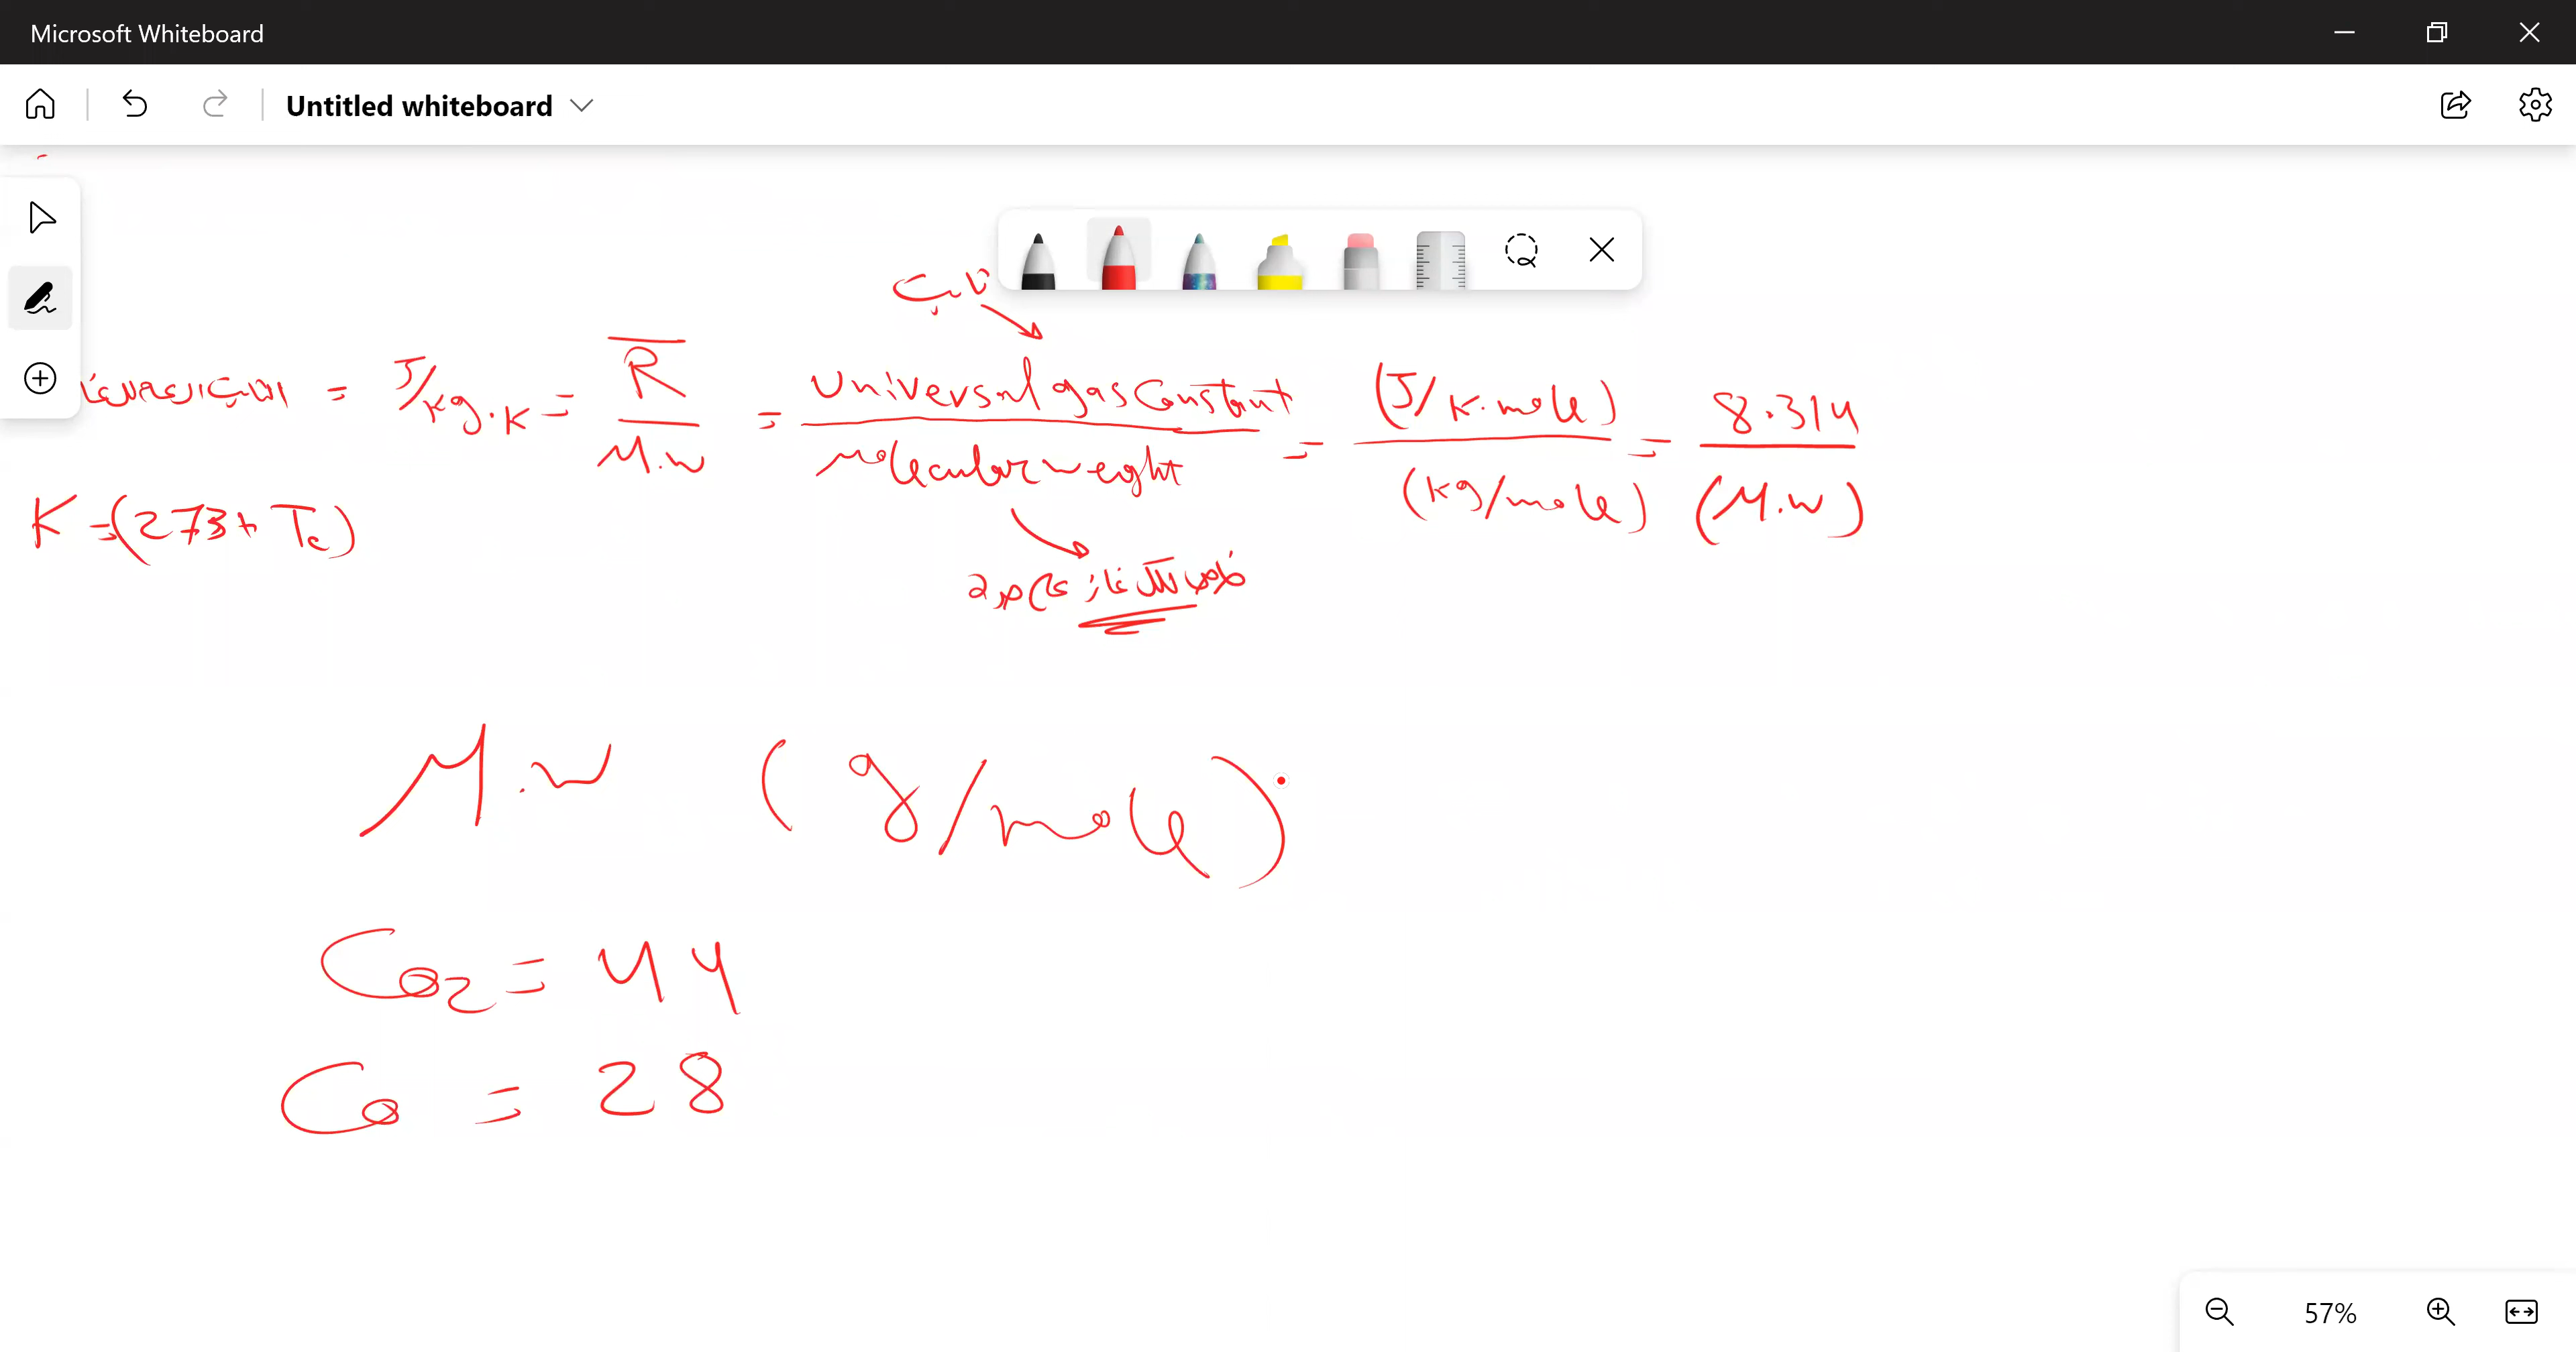 Microsoft Whiteboard
Untitled whiteboard
ثابت
= J/kg.K = R̅/M.W = Universal gas Constant/molecular weight = (J/K.mole)/(kg/mole) = 8.314/(M.W)
K = (273 + Tc)
غاز
M.W (g/mole)
Co2 = 44
Co = 28
57%